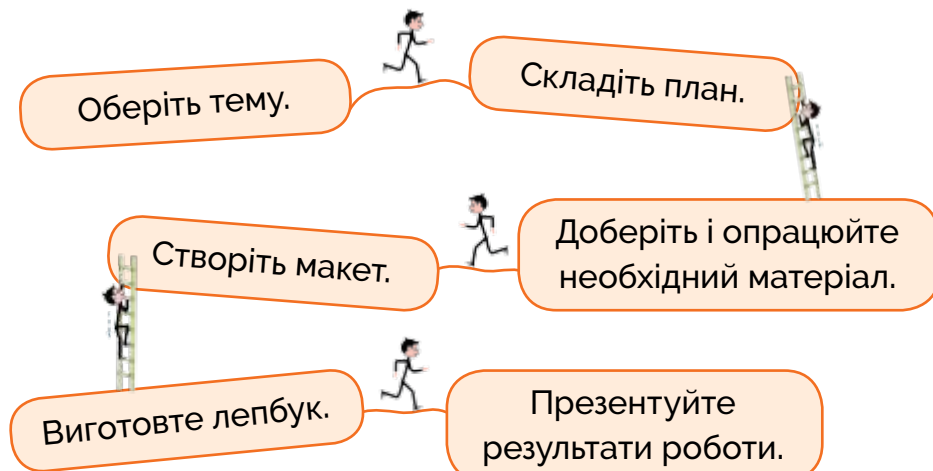 Оберіть тему.
Складіть план.
Доберіть і опрацюйте
необхідний матеріал.
Створіть макет.
Виготовте лепбук.
Презентуйте
результати роботи.